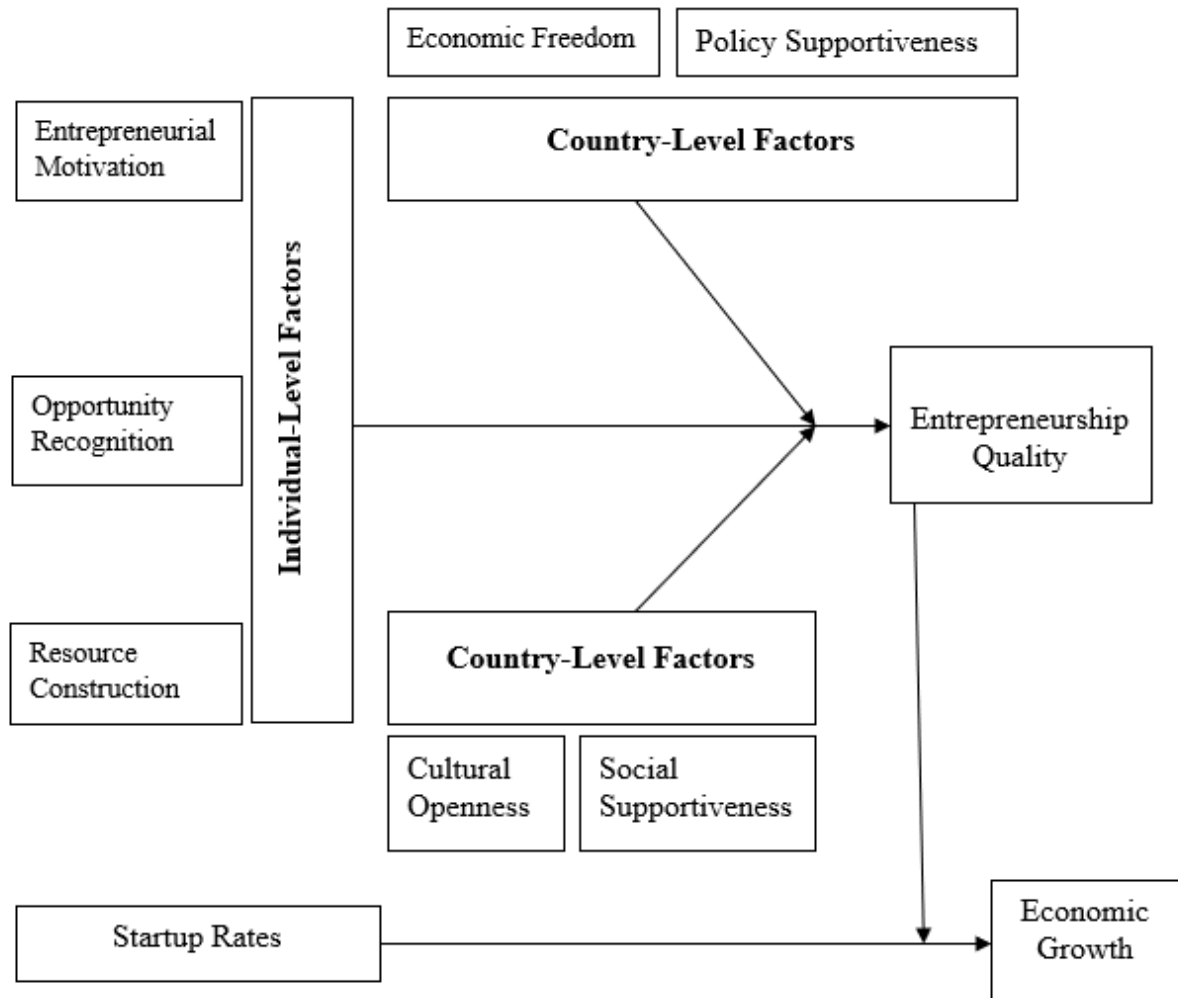 Economic Freedom
Policy Supportiveness
Entrepreneurial
Motivation
Country-Level Factors
Individual-Level Factors
Opportunity
Recognition
Entrepreneurship
Quality
Resource
Construction
Country-Level Factors
Cultural
Openness
Social
Supportiveness
Startup Rates
Economic
Growth